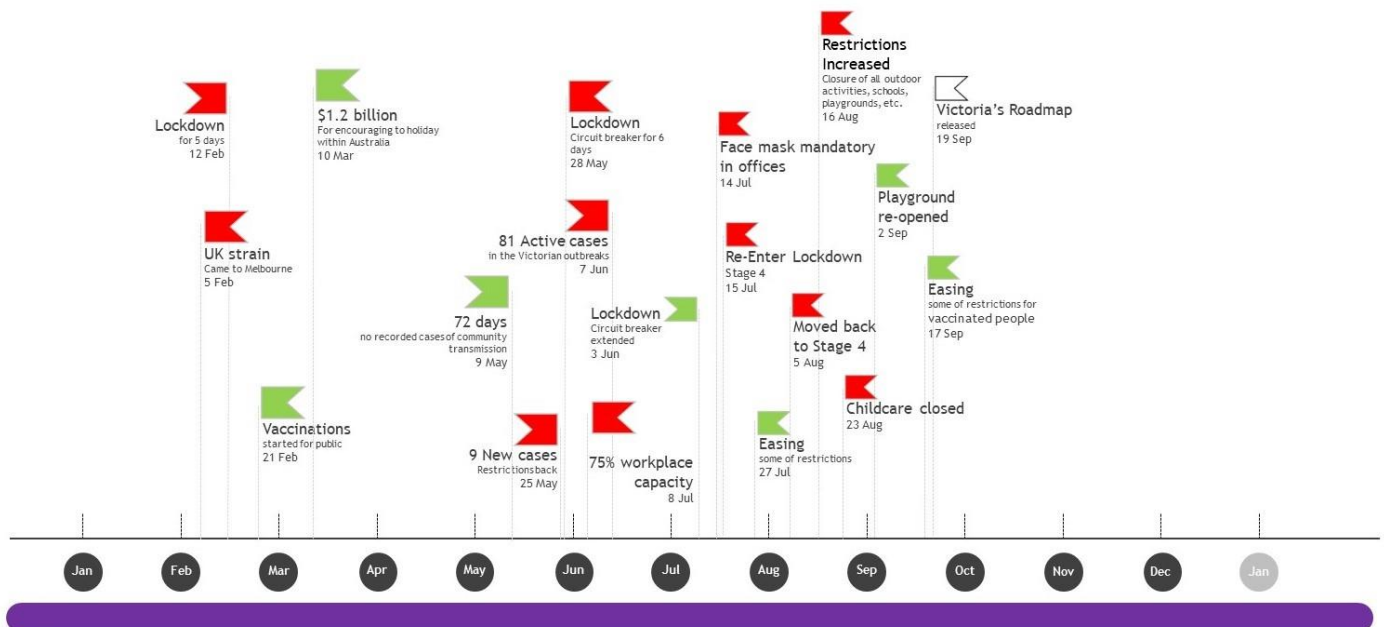 Lockdown
for 5 days
12 Feb
UK strain
Came to Melbourne
5 Feb
Vaccinations
started for public
21 Feb
$1.2 billion
For encouraging to holiday
within Australia
10 Mar
72 days
no recorded cases of community
transmission
9 May
9 New cases
Restrictions back
25 May
Lockdown
Circuit breaker for 6
days
28 May
81 Active cases
in the Victorian outbreaks
7 Jun
Lockdown
Circuit breaker
extended
3 Jun
75% workplace
capacity
8 Jul
Face mask mandatory
in offices
14 Jul
Re-Enter Lockdown
Stage 4
15 Jul
Easing
some of restrictions
27 Jul
Moved back
to Stage 4
5 Aug
Restrictions
Increased
Closure of all outdoor
activities, schools,
playgrounds, etc.
16 Aug
Childcare closed
23 Aug
Playground
re-opened
2 Sep
Easing
some of restrictions for
vaccinated people
17 Sep
Victoria's Roadmap
released
19 Sep
Jan
Feb
Mar
Apr
May
Jun
Jul
Aug
Sep
Oct
Nov
Dec
Jan